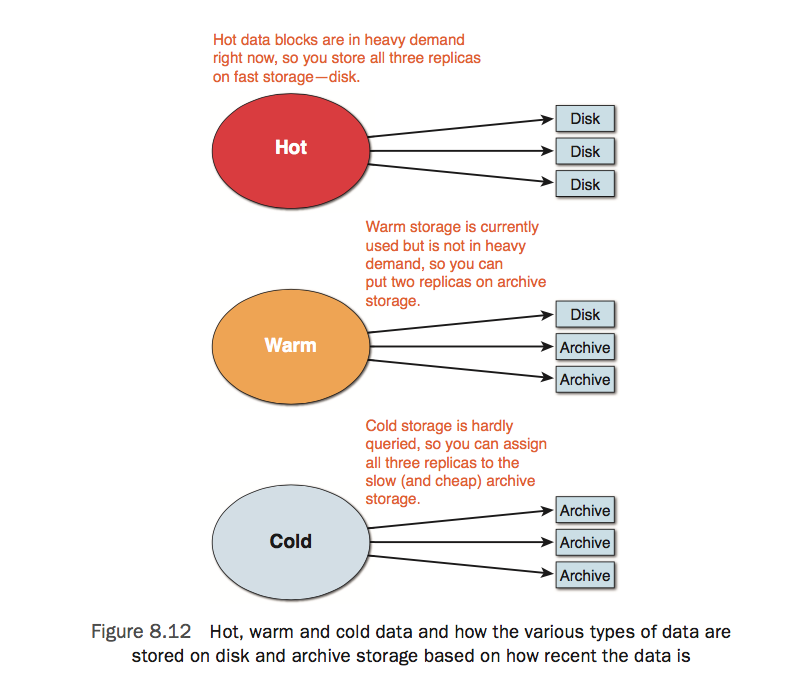 Hot data blocks are in heavy demand
right now, so you store all three replicas
on fast storage—disk.
Hot
Disk
Disk
Disk
Warm storage is currently
used but is not in heavy
demand, so you can
put two replicas on archive
storage.
Warm
Disk
Archive
Archive
Cold storage is hardly
queried, so you can assign
all three replicas to the
slow (and cheap) archive
storage.
Cold
Archive
Archive
Archive
Figure 8.12 Hot, warm and cold data and how the various types of data are
stored on disk and archive storage based on how recent the data is